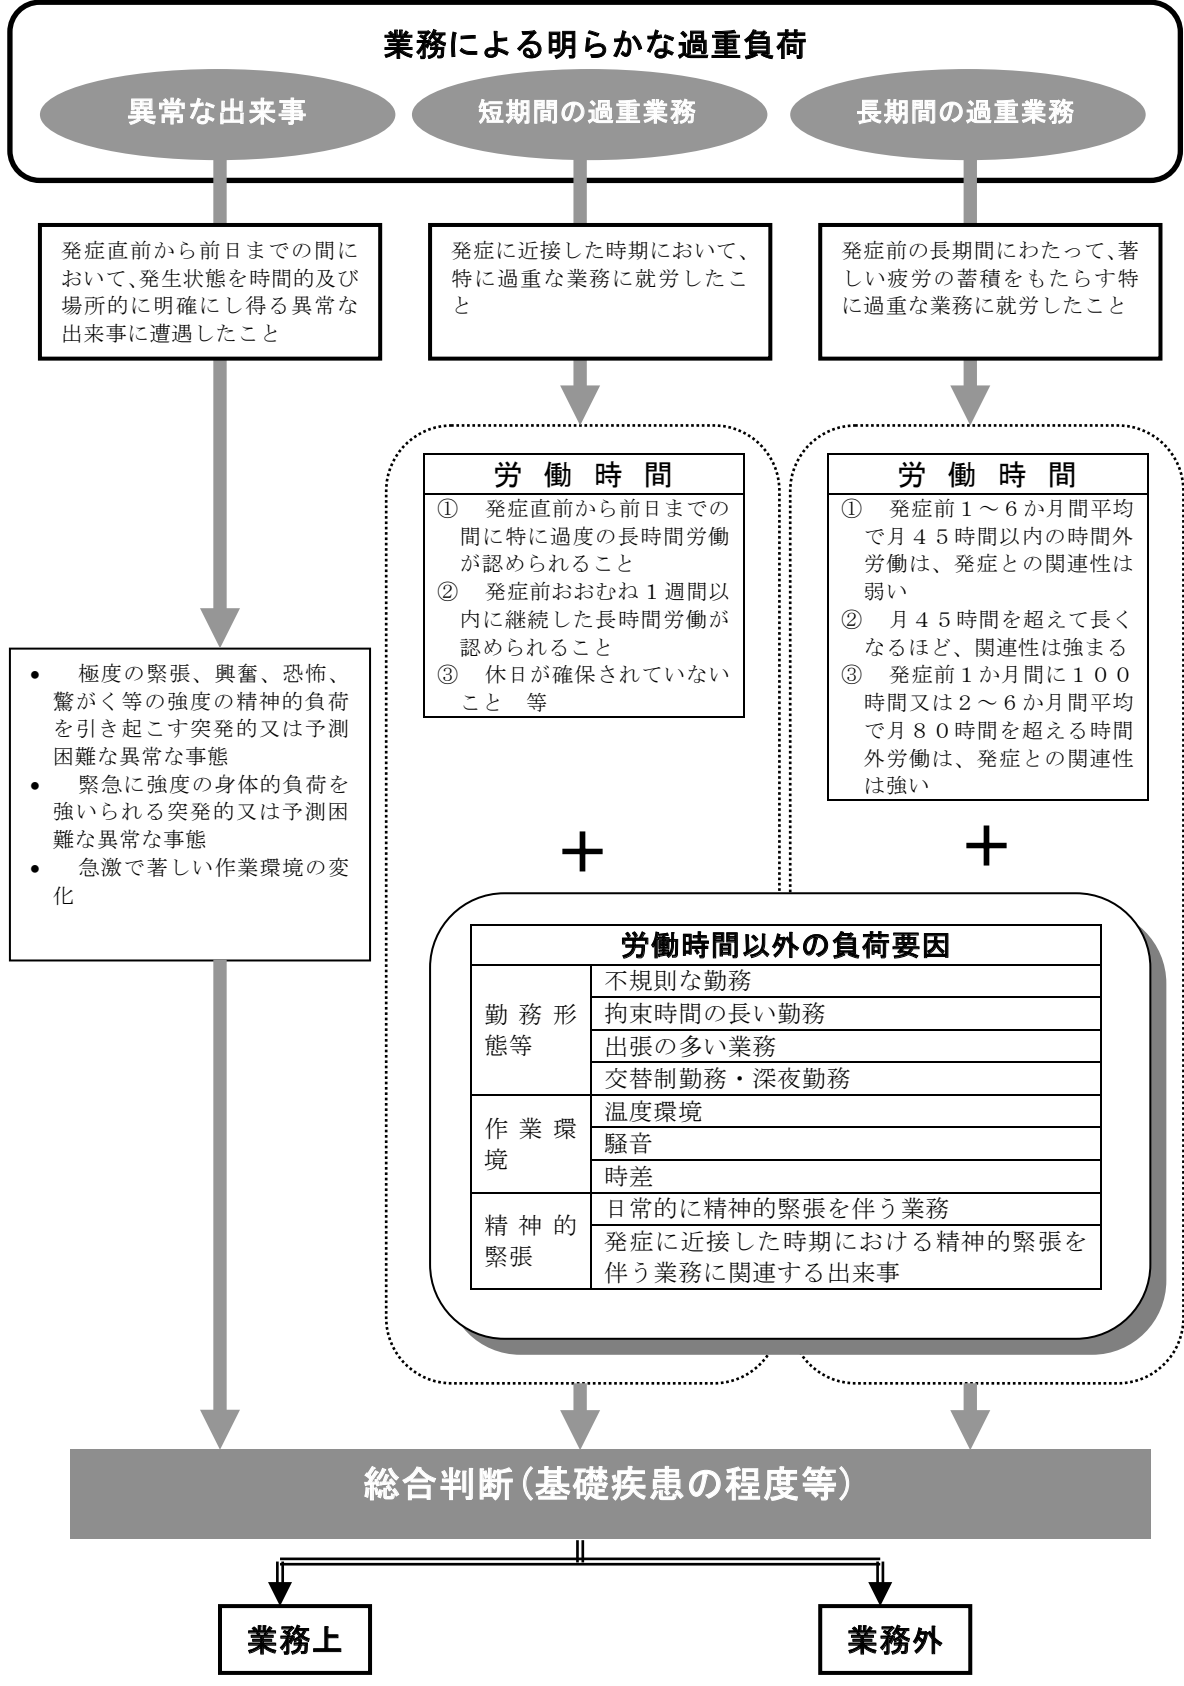 業務による明らかな過重負荷
異常な出来事
短期間の過重業務
長期間の過重業務
発症直前から前日までの間に
おいて、発生状態を時間的及び
場所的に明確にし得る異常な
出来事に遭遇したこと
発症に近接した時期において、
特に過重な業務に就労したこ
と
発症前の長期間にわたって、著
しい疲労の蓄積をもたらす特
に過重な業務に就労したこと
● 極度の緊張、興奮、恐怖、
驚がく等の強度の精神的負荷
を引き起こす突発的又は予測
困難な異常な事態
● 緊急に強度の身体的負荷を
強いられる突発的又は予測困
難な異常な事態
● 急激で著しい作業環境の変
化
労 働 時 間
① 発症直前から前日までの
間に特に過度の長時間労働
が認められること
② 発症前おおむね1週間以
内に継続した長時間労働が
認められること
③ 休日が確保されていない
こと 等
＋
労 働 時 間
① 発症前１～６か月間平均
で月４５時間以内の時間外
労働は、発症との関連性は
弱い
② 月４５時間を超えて長く
なるほど、関連性は強まる
③ 発症前１か月間に１００
時間又は２～６か月間平均
で月８０時間を超える時間
外労働は、発症との関連性
は強い
＋
労働時間以外の負荷要因
勤 務 形
態等
不規則な勤務
拘束時間の長い勤務
出張の多い業務
交替制勤務・深夜勤務
作 業 環
境
温度環境
騒音
時差
精 神 的
緊張
日常的に精神的緊張を伴う業務
発症に近接した時期における精神的緊張を
伴う業務に関連する出来事
総合判断（基礎疾患の程度等）
業務上
業務外